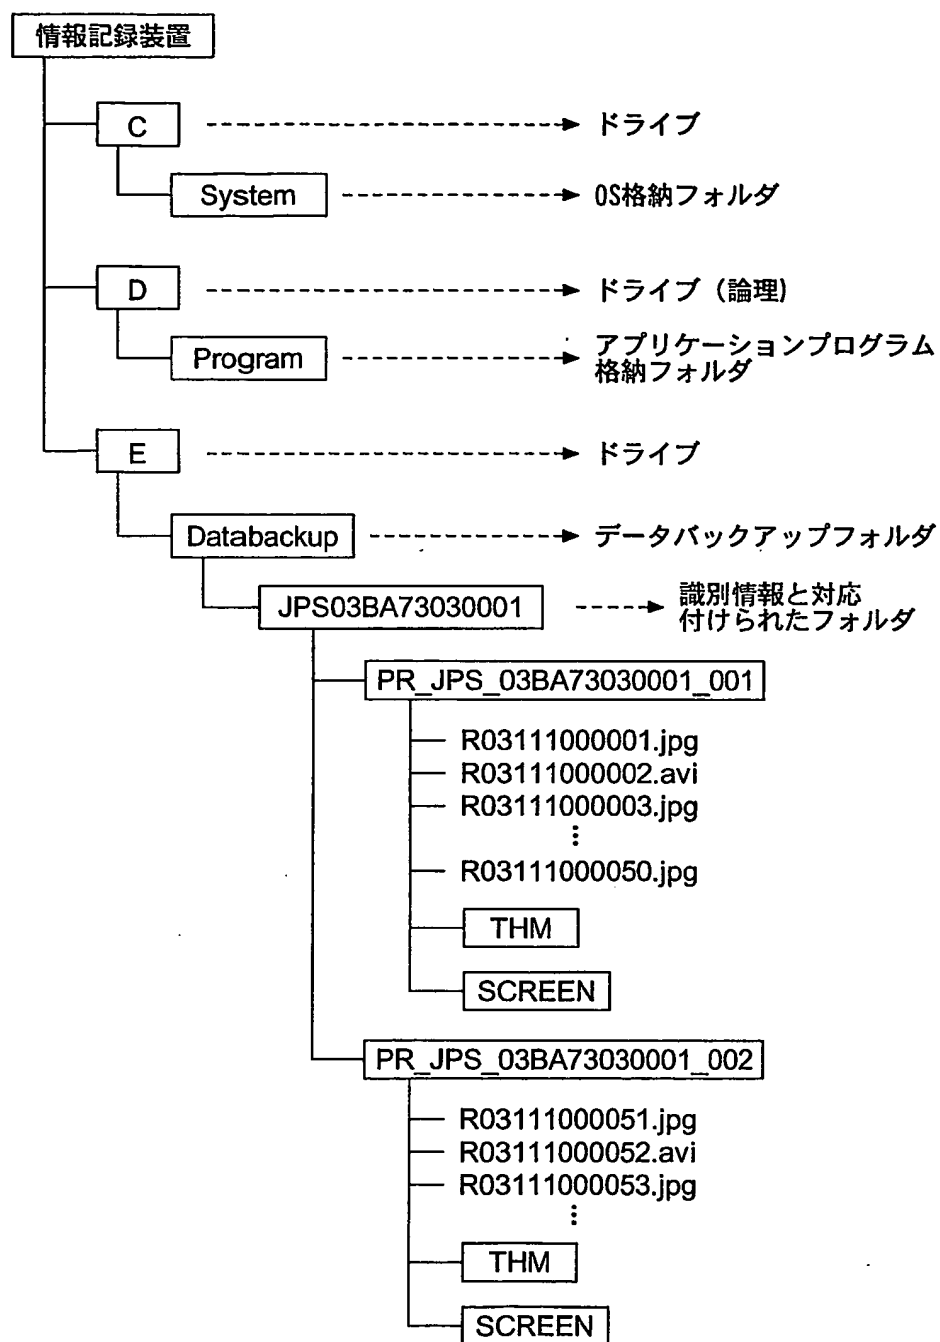 情報記録装置
C ドライブ
System OS格納フォルダ
D ドライブ（論理)
Program アプリケーションプログラム
格納フォルダ
E ドライブ
Databackup データバックアップフォルダ
JPS03BA73030001 識別情報と対応
付けられたフォルダ
PR_JPS_03BA73030001_001
R03111000001.jpg
R03111000002.avi
R03111000003.jpg
⋮
R03111000050.jpg
THM
SCREEN
PR_JPS_03BA73030001_002
R03111000051.jpg
R03111000052.avi
R03111000053.jpg
⋮
THM
SCREEN